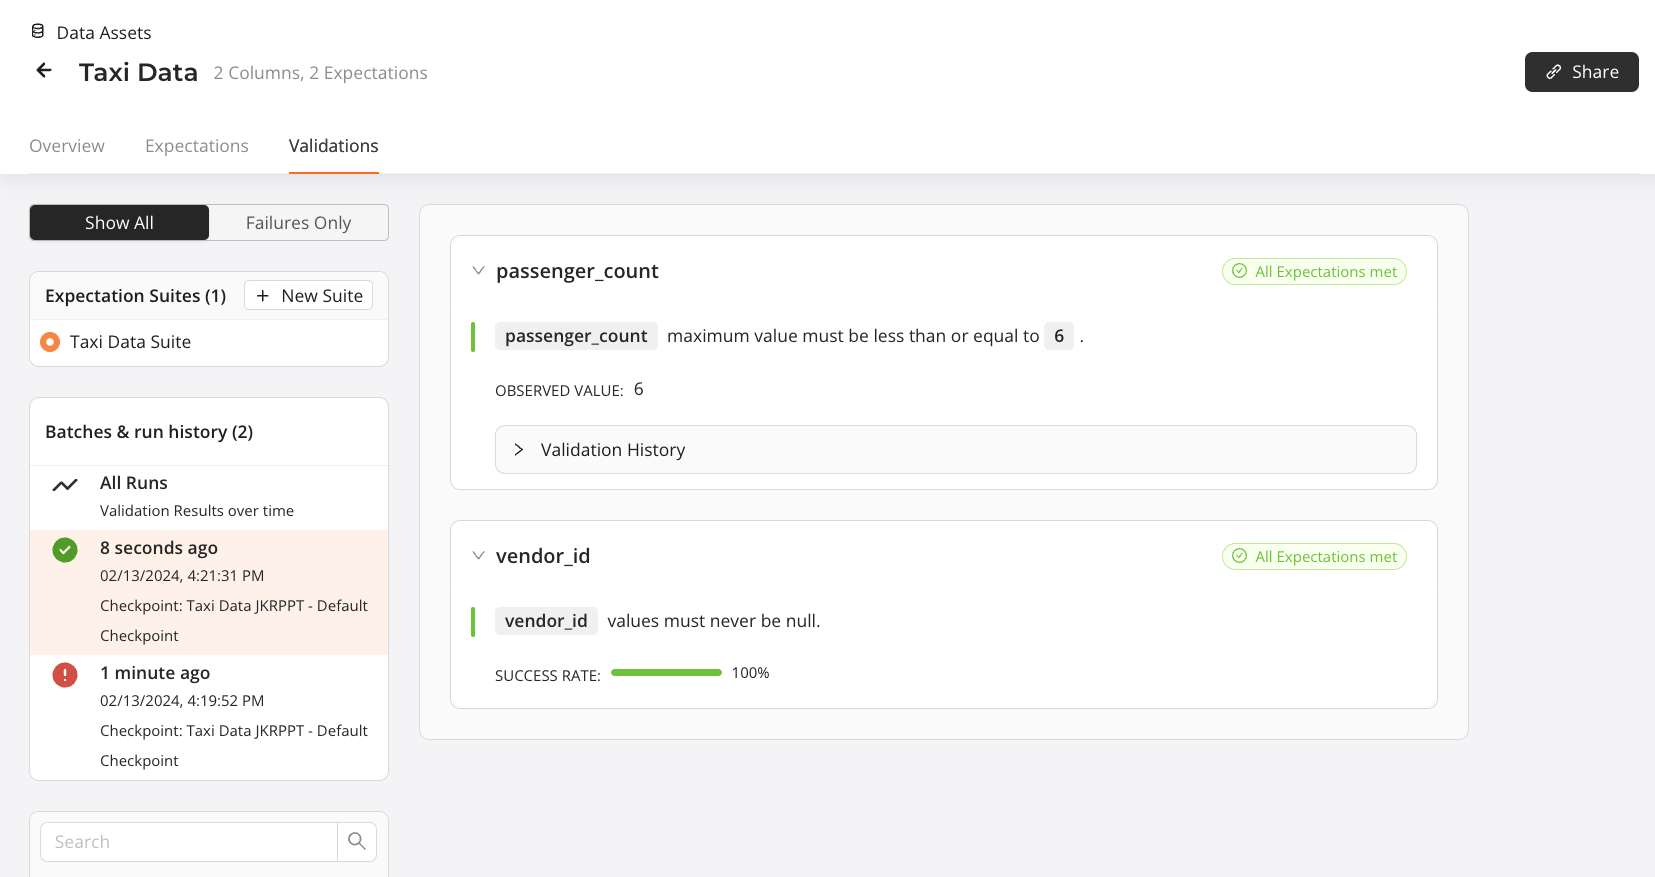 Data Assets
Taxi Data 2 Columns, 2 Expectations
Share
Overview Expectations Validations
Show All Failures Only
Expectation Suites (1) + New Suite
Taxi Data Suite
Batches & run history (2)
All Runs
Validation Results over time
8 seconds ago
02/13/2024, 4:21:31 PM
Checkpoint: Taxi Data JKRPPT - Default
Checkpoint
1 minute ago
02/13/2024, 4:19:52 PM
Checkpoint: Taxi Data JKRPPT - Default
Checkpoint
Search
passenger_count All Expectations met
passenger_count maximum value must be less than or equal to 6 .
OBSERVED VALUE: 6
Validation History
vendor_id All Expectations met
vendor_id values must never be null.
SUCCESS RATE: 100%